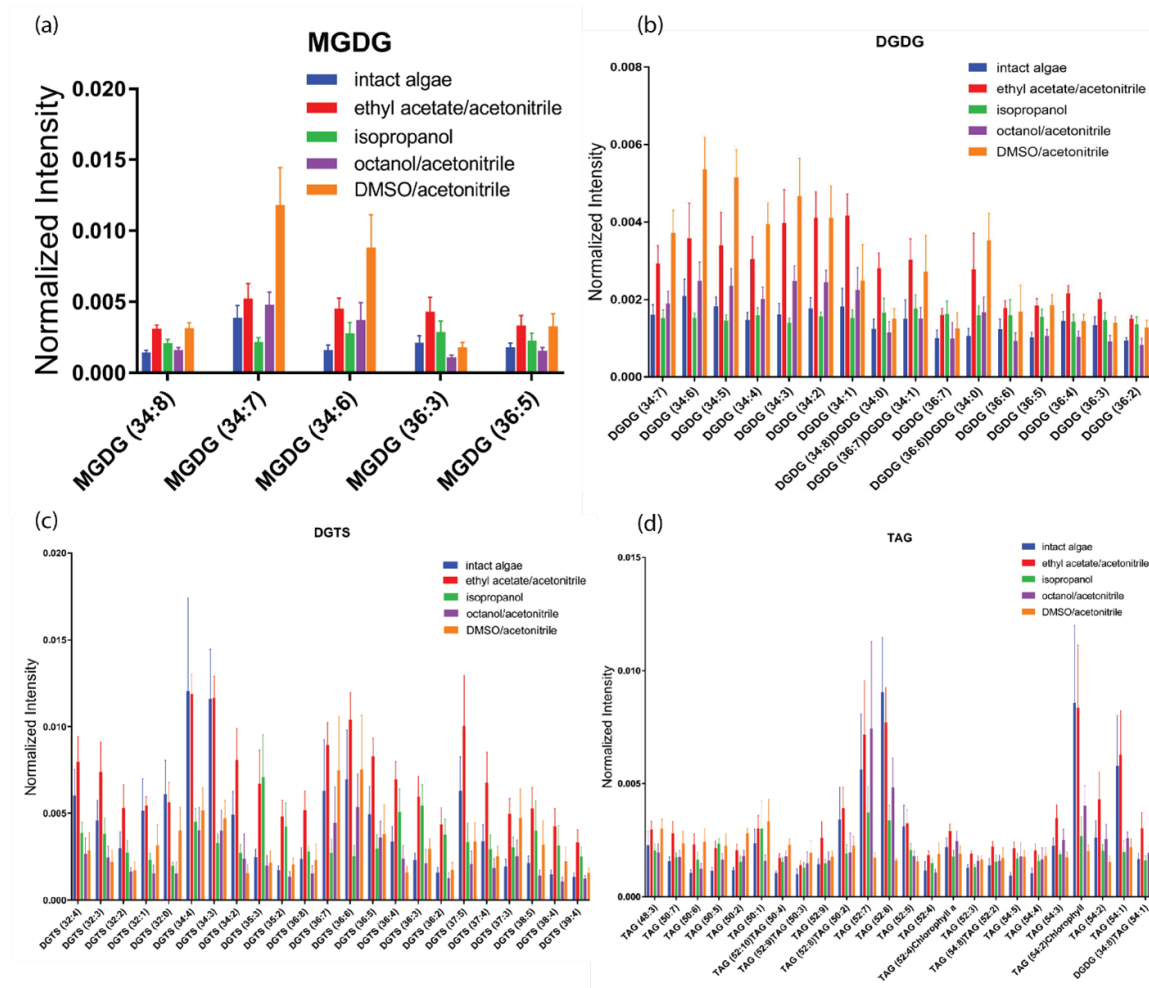 (a)
MGDG
Normalized Intensity
0.020
0.015
0.010
0.005
0.000
intact algae
ethyl acetate/acetonitrile
isopropanol
octanol/acetonitrile
DMSO/acetonitrile
MGDG (34:8)
MGDG (34:7)
MGDG (34:6)
MGDG (36:3)
MGDG (36:5)
(b)
DGDG
Normalized Intensity
0.008
0.006
0.004
0.002
0.000
intact algae
ethyl acetate/acetonitrile
isopropanol
octanol/acetonitrile
DMSO/acetonitrile
DGDG (34:7)
DGDG (34:6)
DGDG (34:5)
DGDG (34:4)
DGDG (34:3)
DGDG (34:2)
DGDG (34:1)
DGDG (34:8)DGDG (34:0)
DGDG (36:7)DGDG (34:1)
DGDG (36:7)
DGDG (36:6)DGDG (34:0)
DGDG (36:6)
DGDG (36:5)
DGDG (36:4)
DGDG (36:3)
DGDG (36:2)
(c)
DGTS
Normalized Intensity
0.020
0.015
0.010
0.005
0.000
intact algae
ethyl acetate/acetonitrile
isopropanol
octanol/acetonitrile
DMSO/acetonitrile
DGTS (32:4)
DGTS (32:3)
DGTS (32:2)
DGTS (32:1)
DGTS (32:0)
DGTS (34:4)
DGTS (34:3)
DGTS (34:2)
DGTS (35:3)
DGTS (35:2)
DGTS (36:8)
DGTS (36:7)
DGTS (36:6)
DGTS (36:5)
DGTS (36:4)
DGTS (36:3)
DGTS (36:2)
DGTS (37:5)
DGTS (37:4)
DGTS (37:3)
DGTS (38:5)
DGTS (38:4)
DGTS (39:4)
(d)
TAG
Normalized Intensity
0.015
0.010
0.005
0.000
intact algae
ethyl acetate/acetonitrile
isopropanol
octanol/acetonitrile
DMSO/acetonitrile
TAG (48:3)
TAG (50:7)
TAG (50:6)
TAG (50:5)
TAG (50:2)
TAG (50:1)
TAG (52:10)TAG (50:4)
TAG (52:9)TAG (50:3)
TAG (52:9)
TAG (52:8)TAG (50:2)
TAG (52:7)
TAG (52:6)
TAG (52:5)
TAG (52:4)
TAG (52:4)Chlorophyll a
TAG (52:3)
TAG (54:8)TAG (52:2)
TAG (54:5)
TAG (54:4)
TAG (54:3)
TAG (54:2)Chlorophyll
TAG (54:2)
TAG (54:1)
DGDG (34:8)TAG (54:1)